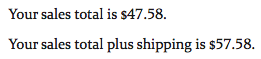 Your sales total is $47.58.
Your sales total plus shipping is $57.58.